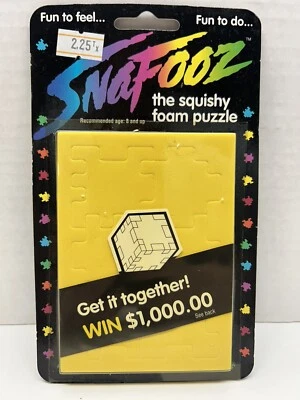 Fun to feel...
Fun to do...
2.25
SNAFOOZ
TM
the squishy
foam puzzle
Recommended age: 8 and up
Get it together!
WIN $1,000.00
See back